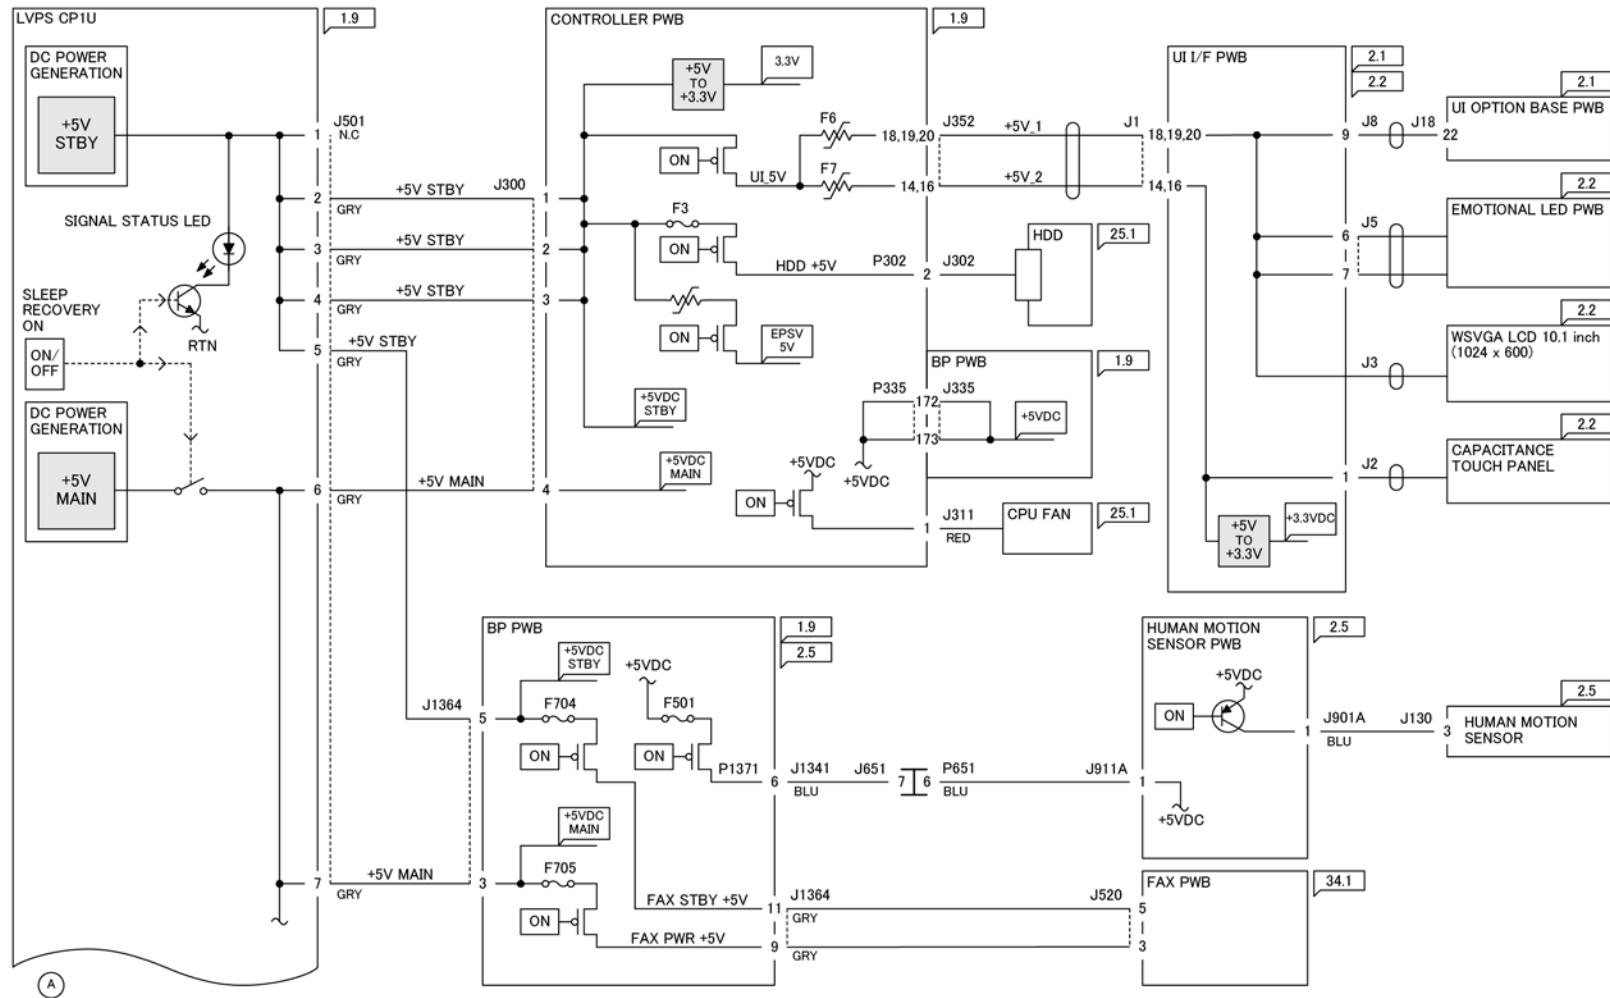 LVPS CP1U
1.9
DC POWER
GENERATION
+5V
STBY
SIGNAL STATUS LED
SLEEP
RECOVERY
ON
ON/
OFF
RTN
DC POWER
GENERATION
+5V
MAIN
A
J501
1
N.C
2
GRY
3
GRY
4
GRY
5
GRY
6
GRY
7
GRY
+5V STBY
+5V STBY
+5V STBY
+5V STBY
+5V MAIN
+5V MAIN
J300
1
2
3
4
CONTROLLER PWB
1.9
+5V
TO
+3.3V
3.3V
ON
UI_5V
F6
F7
18,19,20
14,16
J352
+5V_1
+5V_2
J1
F3
ON
HDD +5V
P302
2
J302
HDD
25.1
ON
EPSV
5V
+5VDC
STBY
+5VDC
MAIN
P335
172
173
J335
BP PWB
1.9
+5VDC
+5VDC
+5VDC
ON
1
J311
RED
CPU FAN
25.1
UI I/F PWB
2.1
2.2
18,19,20
14,16
9
J8
J18
22
UI OPTION BASE PWB
2.1
6
7
J5
EMOTIONAL LED PWB
2.2
J3
WSVGA LCD 10.1 inch
(1024 x 600)
2.2
1
J2
CAPACITANCE
TOUCH PANEL
2.2
+5V
TO
+3.3V
+3.3VDC
BP PWB
1.9
2.5
J1364
5
3
+5VDC
STBY
F704
ON
+5VDC
F501
ON
P1371
6
J1341
BLU
J651
7
6
P651
BLU
J911A
1
+5VDC
MAIN
F705
ON
FAX STBY +5V
11
FAX PWR +5V
9
J1364
GRY
GRY
J520
5
3
HUMAN MOTION
SENSOR PWB
2.5
+5VDC
ON
+5VDC
1
J901A
BLU
J130
3
HUMAN MOTION
SENSOR
2.5
FAX PWB
34.1